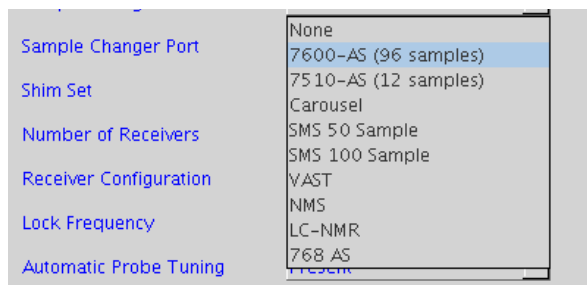 None
Sample Changer Port
7600-AS (96 samples)
7510-AS (12 samples)
Shim Set
Carousel
Number of Receivers
SMS 50 Sample
SMS 100 Sample
Receiver Configuration
VAST
NMS
Lock Frequency
LC-NMR
768 AS
Automatic Probe Tuning
Present